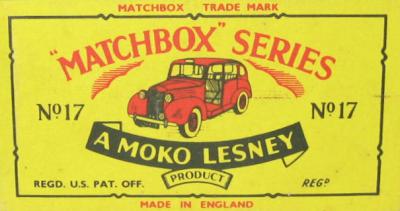 MATCHBOX TRADE MARK
"MATCHBOX" SERIES
Nº17 Nº17
A MOKO LESNEY
PRODUCT
REGD. U.S. PAT. OFF. REGD
MADE IN ENGLAND